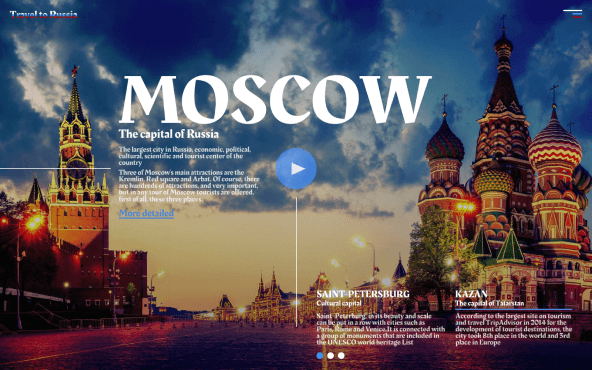 Travel to Russia
MOSCOW
The capital of Russia
The largest city in Russia, economic, political,
cultural, scientific and tourist center of the
country
Three of Moscow's main attractions are the
Kremlin, Red square and Arbat. Of course, there
are hundreds of attractions, and very important,
but in any tour of Moscow tourists are offered,
first of all, these three places.
More detailed
SAINT-PETERSBURG
Cultural capital
Saint-Peterburg, in its beauty and scale
can be put in a row with cities such as
Paris, Rome and Venice.It is connected with
a group of monuments that are included in
the UNESCO world heritage List
KAZAN
The capital of Tatarstan
According to the largest site on tourism
and travel TripAdvisor in 2014 for the
development of tourist destinations, the
city took 8th place in the world and 3rd
place in Europe